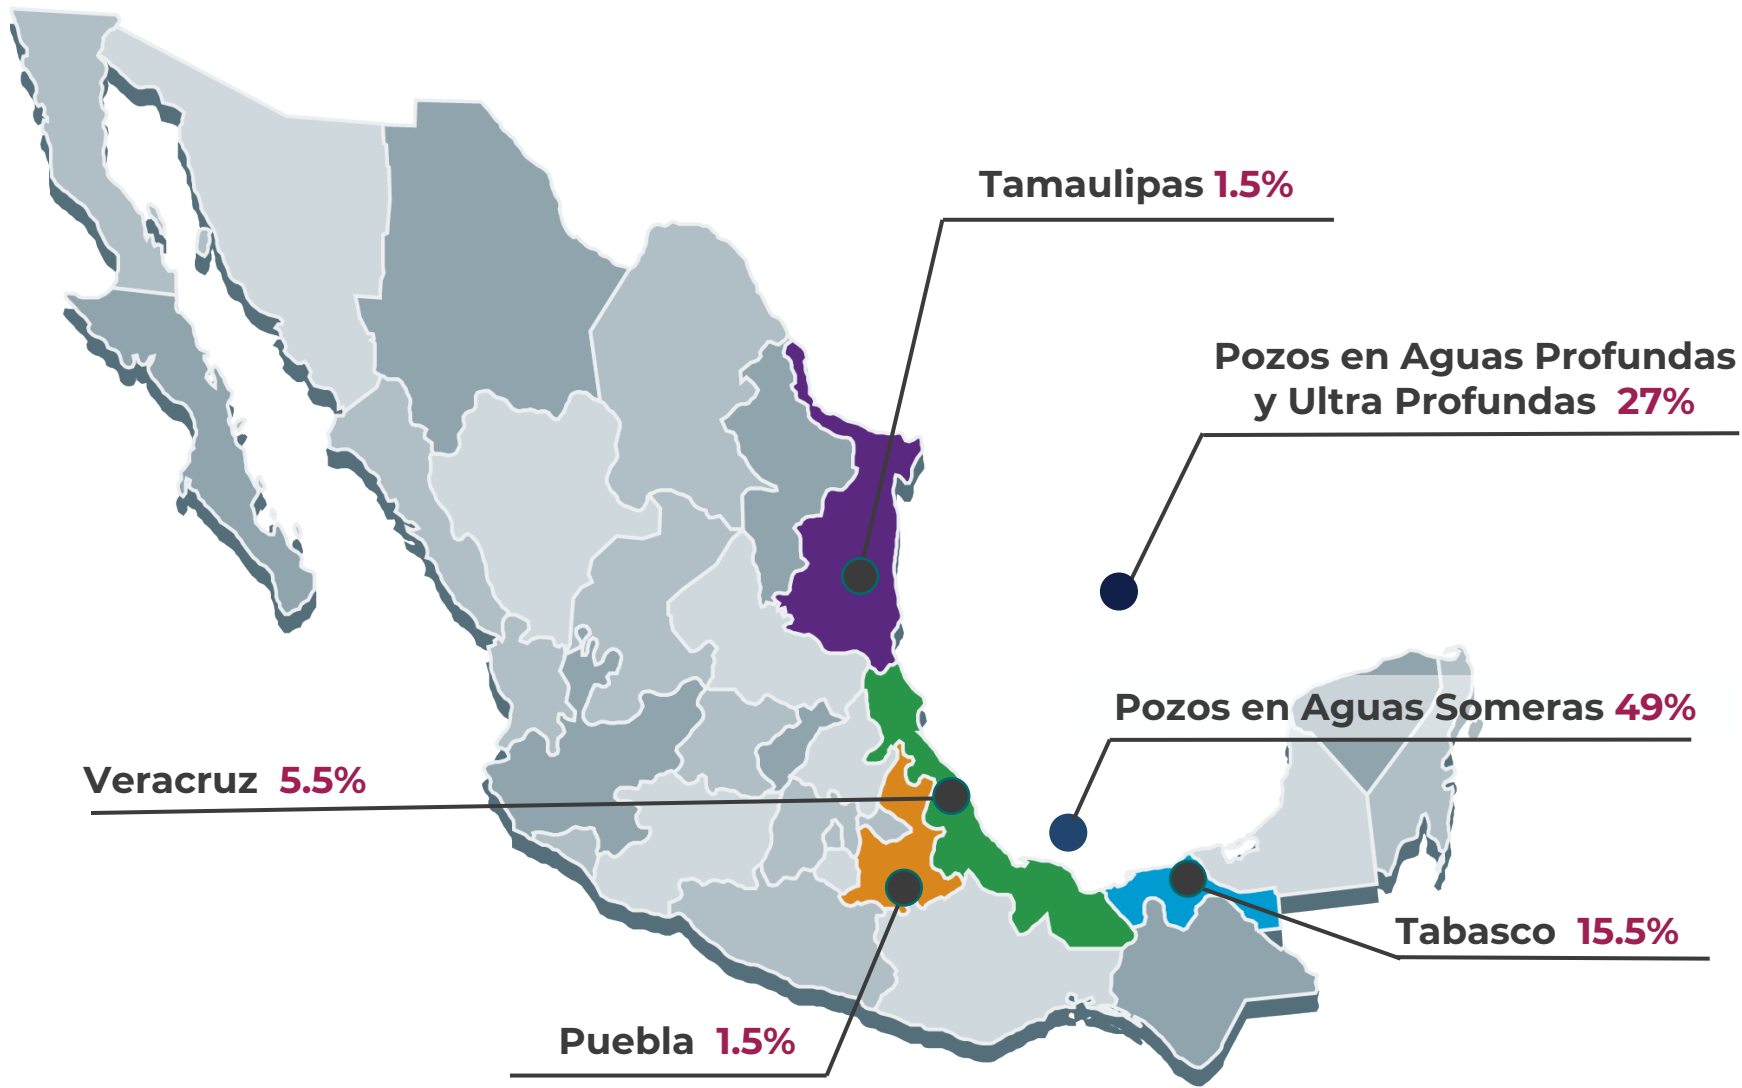 Tamaulipas 1.5%
Pozos en Aguas Profundas
y Ultra Profundas 27%
Pozos en Aguas Someras 49%
Veracruz 5.5%
Tabasco 15.5%
Puebla 1.5%